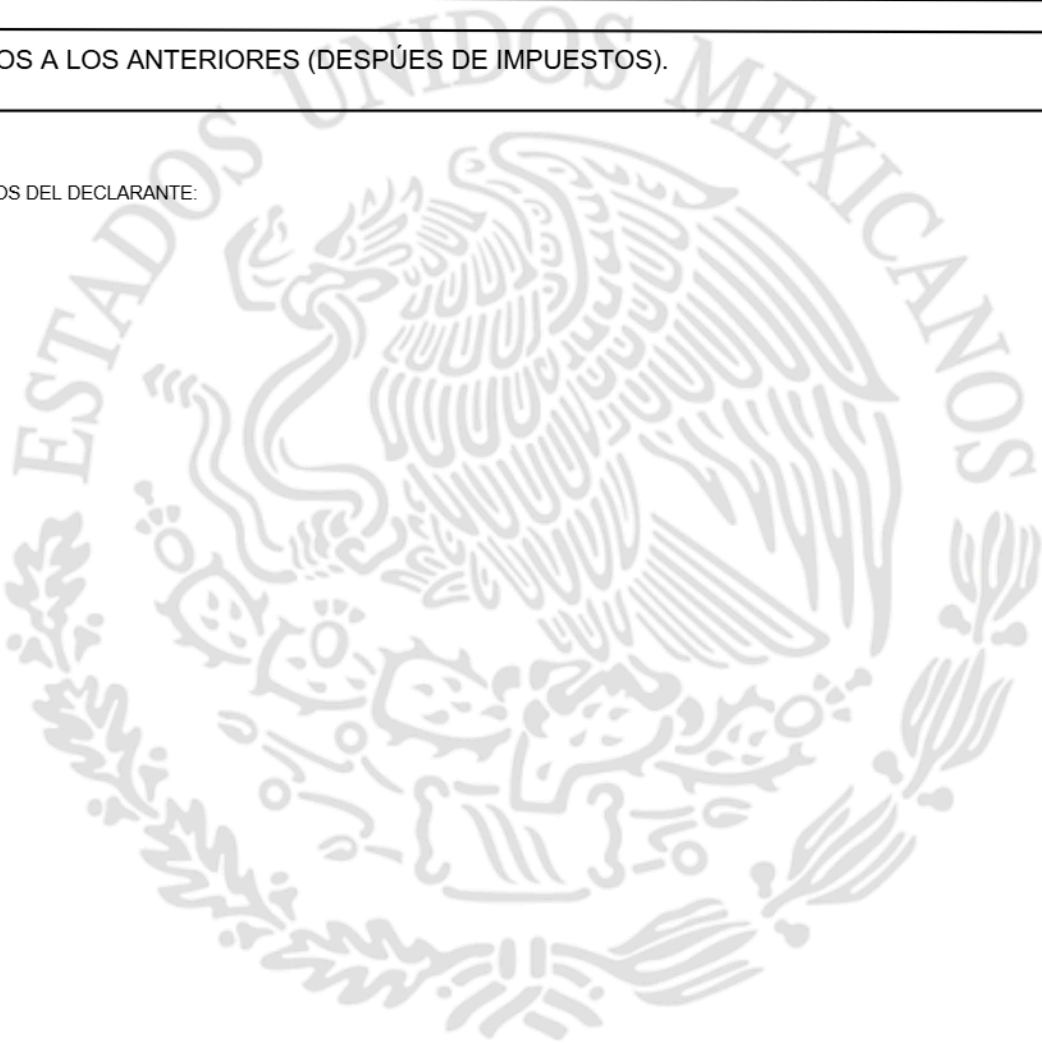 OS A LOS ANTERIORES (DESPÚES DE IMPUESTOS).
OS DEL DECLARANTE:
ESTADOS UNIDOS MEXICANOS